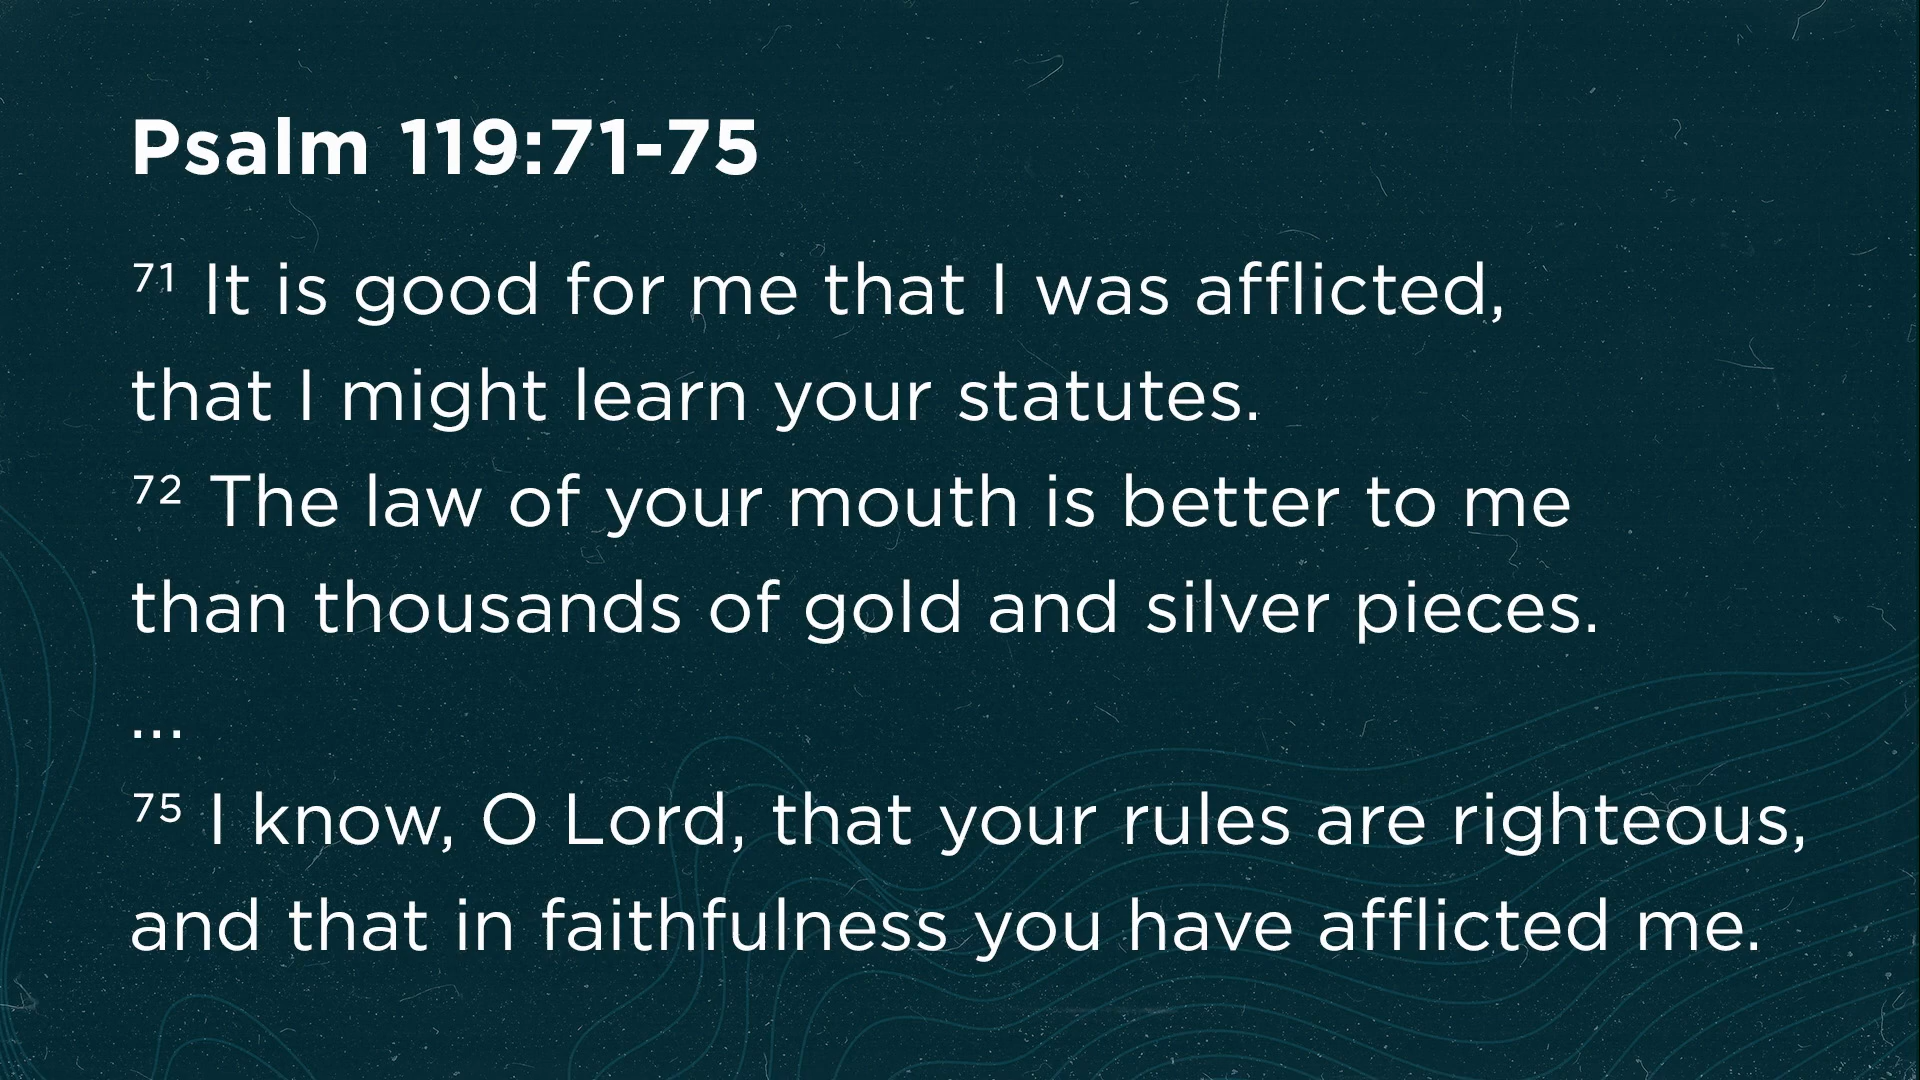 Psalm 119:71-75
71 It is good for me that I was afflicted,
that I might learn your statutes.
72 The law of your mouth is better to me
than thousands of gold and silver pieces.
...
75 I know, O Lord, that your rules are righteous,
and that in faithfulness you have afflicted me.